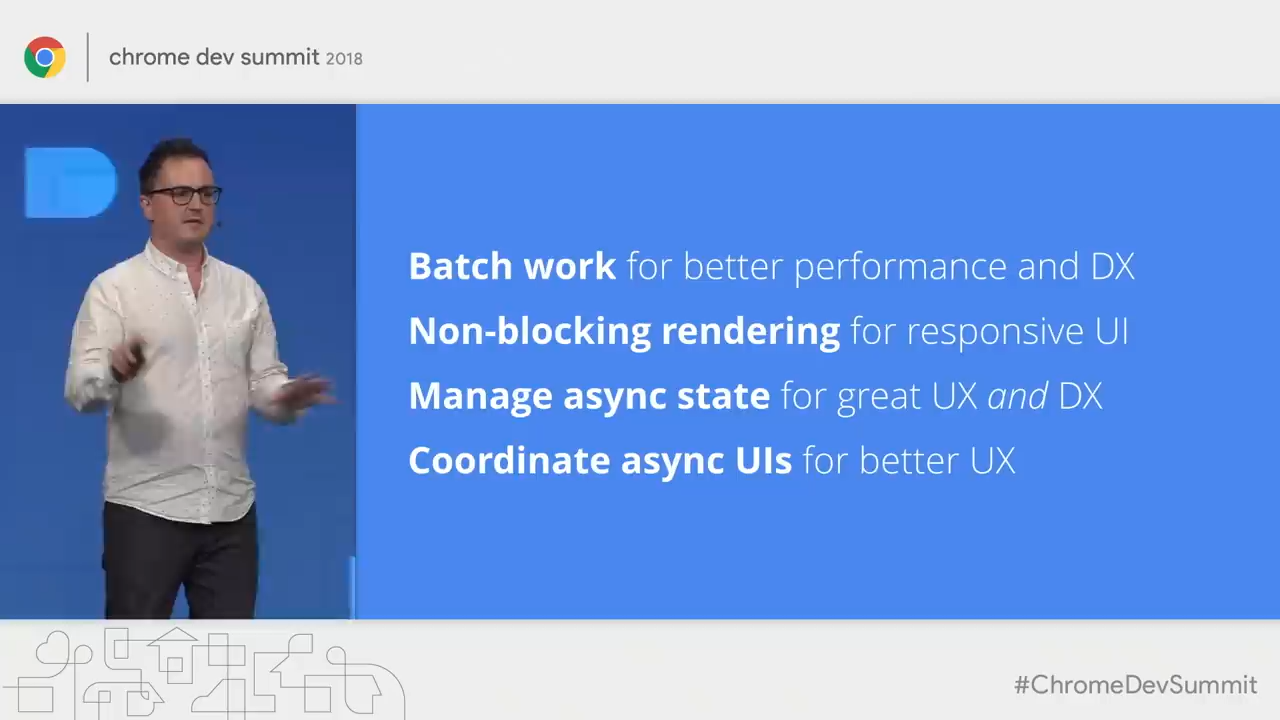 chrome dev summit 2018
Batch work for better performance and DX
Non-blocking rendering for responsive UI
Manage async state for great UX and DX
Coordinate async UIs for better UX
#ChromeDevSummit